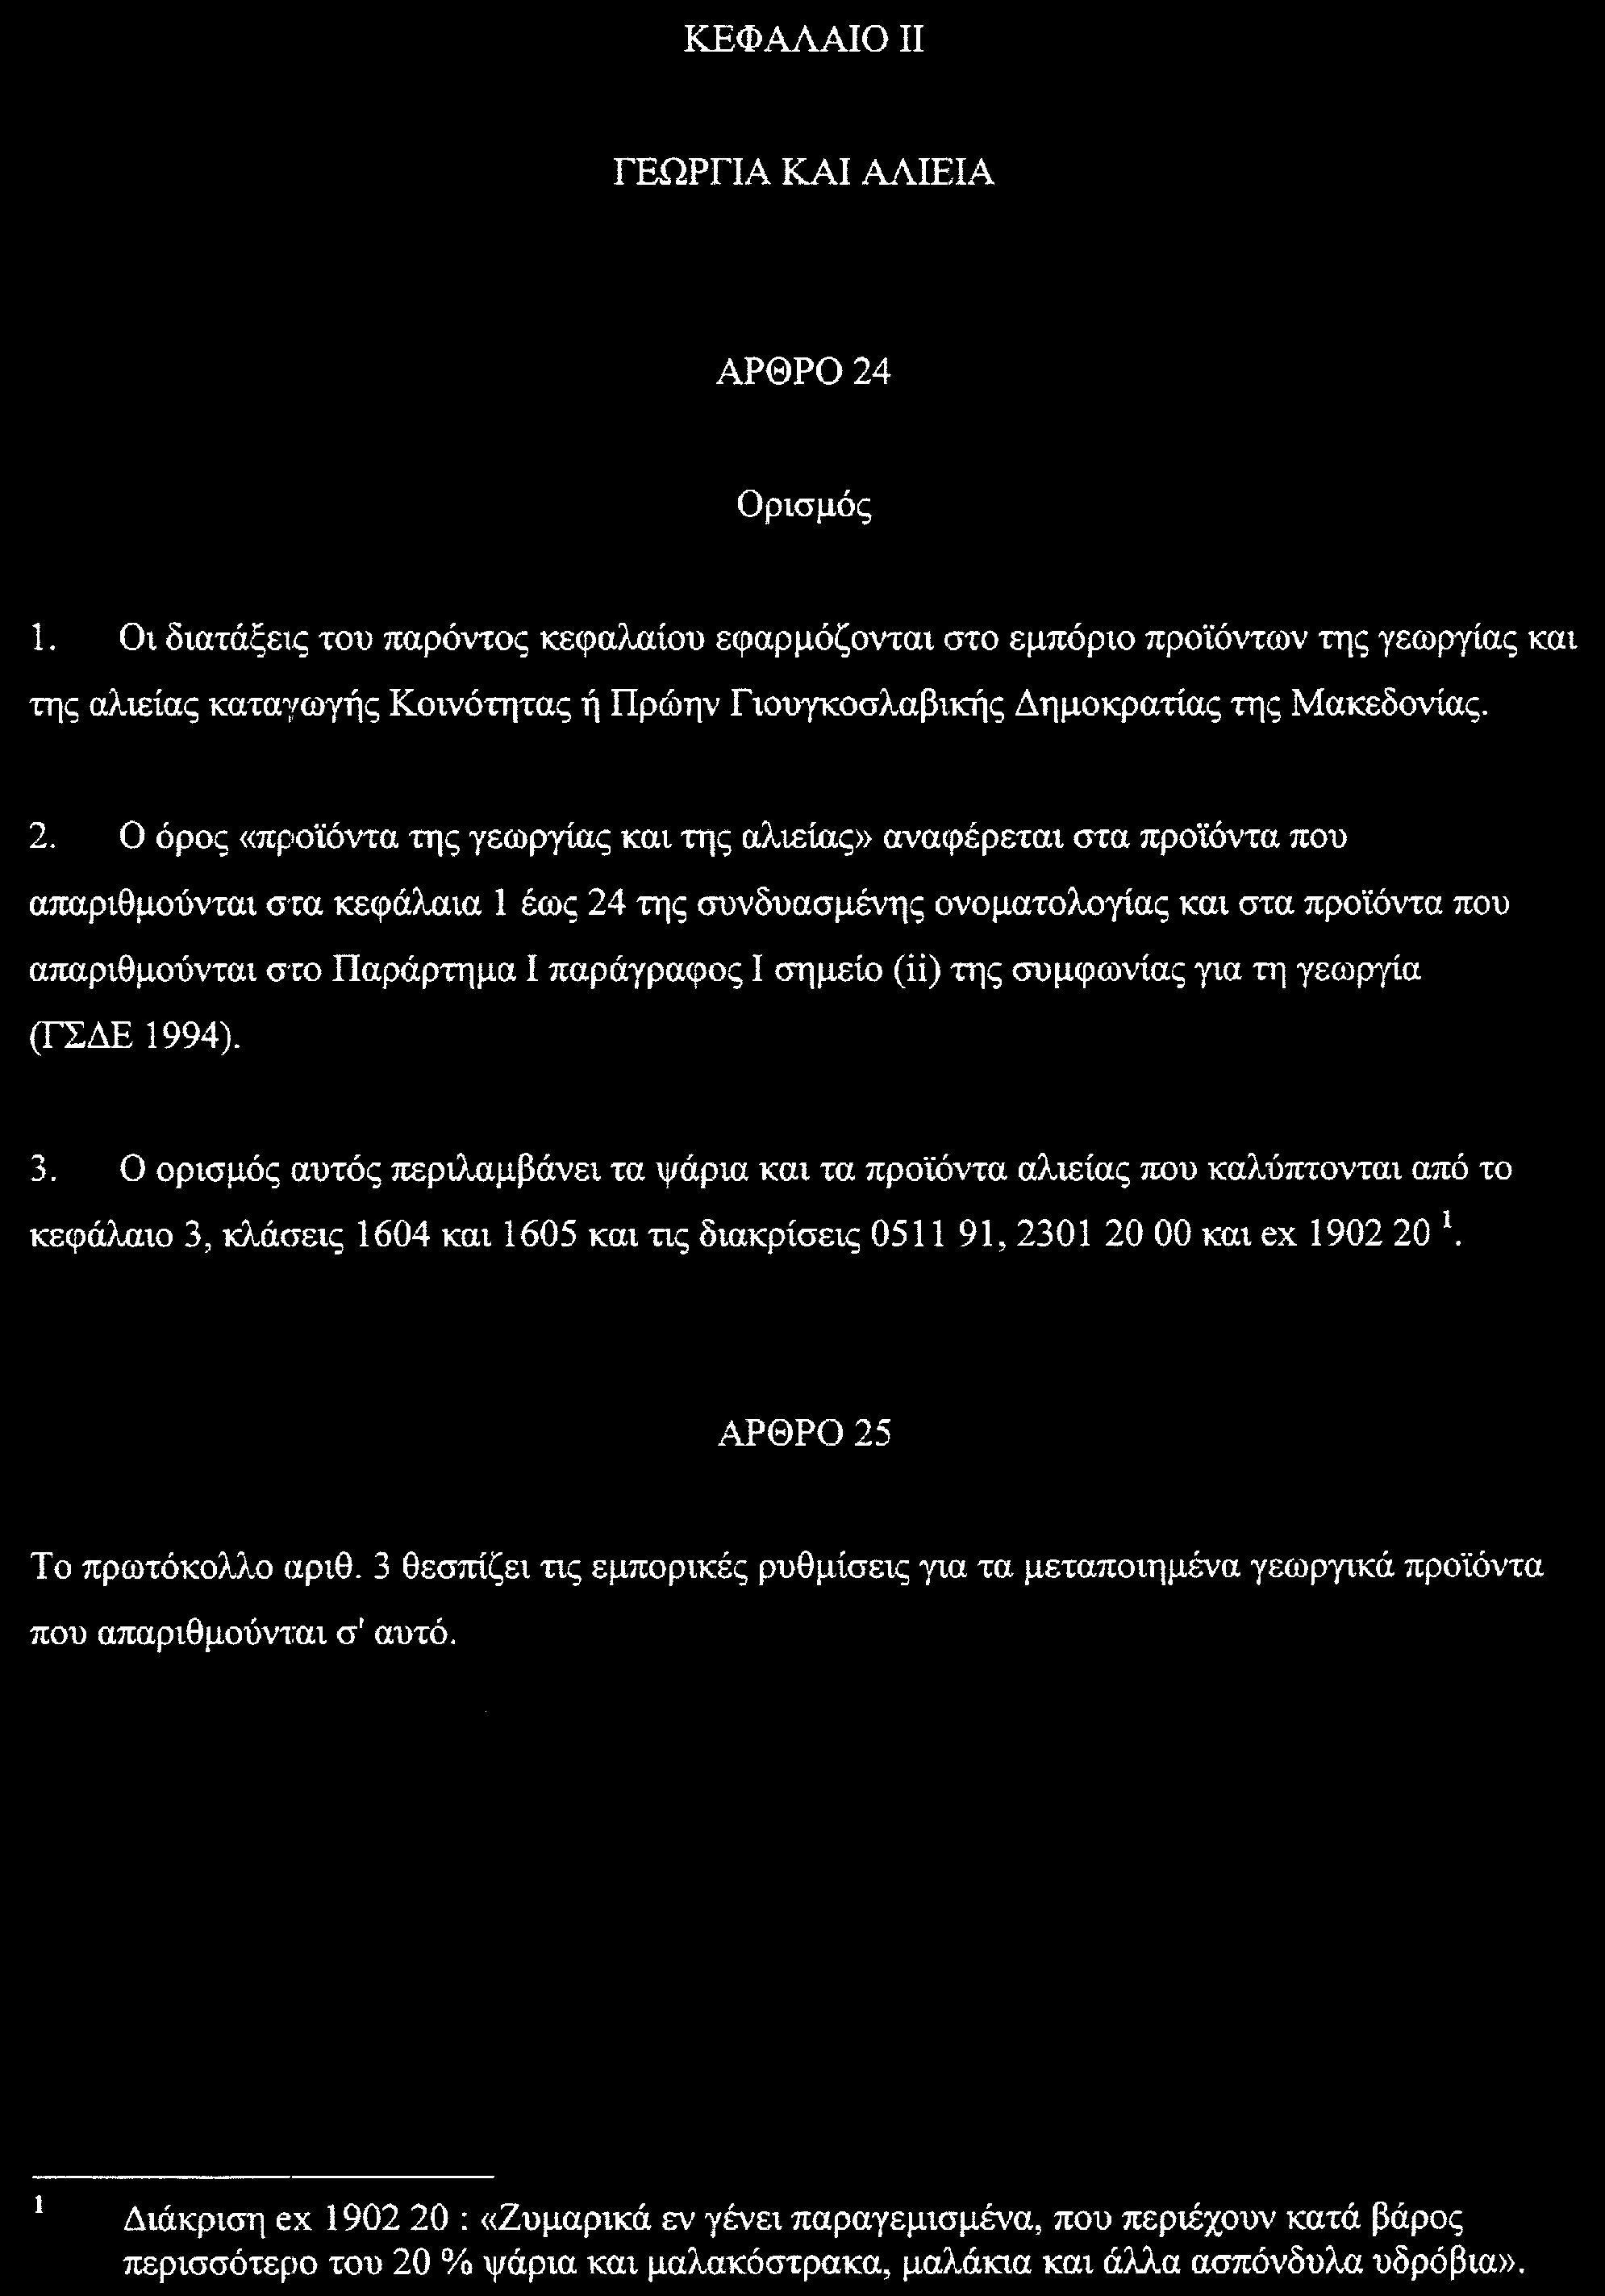 ΚΕΦΑΛΑΙΟ II
ΓΕΩΡΓΙΑ ΚΑΙ ΑΛΙΕΙΑ
ΑΡΘΡΟ 24
Ορισμός
1. Οι διατάξεις του παρόντος κεφαλαίου εφαρμόζονται στο εμπόριο προϊόντων της γεωργίας και
της αλιείας καταγωγής Κοινότητας ή Πρώην Γιουγκοσλαβικής Δημοκρατίας της Μακεδονίας.
2. Ο όρος «προϊόντα της γεωργίας και της αλιείας» αναφέρεται στα προϊόντα που
απαριθμούνται στα κεφάλαια 1 έως 24 της συνδυασμένης ονοματολογίας και στα προϊόντα που
απαριθμούνται στο Παράρτημα I παράγραφος I σημείο (ii) της συμφωνίας για τη γεωργία
(ΓΣΔΕ 1994).
3. Ο ορισμός αυτός περιλαμβάνει τα ψάρια και τα προϊόντα αλιείας που καλύπτονται από το
κεφάλαιο 3, κλάσεις 1604 και 1605 και τις διακρίσεις 0511 91, 2301 20 00 και ex 1902 20 ¹.
ΑΡΘΡΟ 25
Το πρωτόκολλο αριθ. 3 θεσπίζει τις εμπορικές ρυθμίσεις για τα μεταποιημένα γεωργικά προϊόντα
που απαριθμούνται σ' αυτό.
¹ Διάκριση ex 1902 20 : «Ζυμαρικά εν γένει παραγεμισμένα, που περιέχουν κατά βάρος
περισσότερο του 20 % ψάρια και μαλακόστρακα, μαλάκια και άλλα ασπόνδυλα υδρόβια».